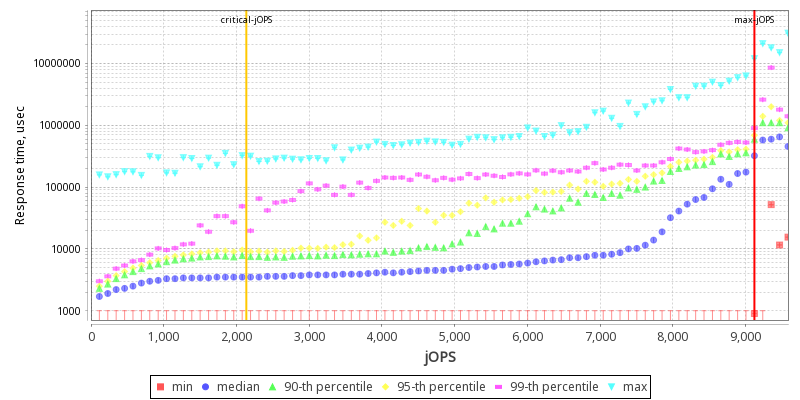 critical-jOPS max-jOPS
10000000
1000000
100000
10000
1000
Response time, usec
0 1,000 2,000 3,000 4,000 5,000 6,000 7,000 8,000 9,000
jOPS
min median 90-th percentile 95-th percentile 99-th percentile max